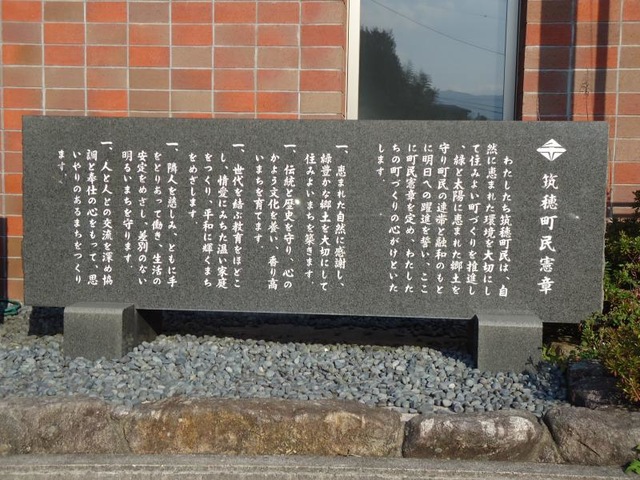 筑穂町民憲章
わたしたち筑穂町民は、自
然に恵まれた環境を大切にし
て住みよい町づくりを推進し
、緑と太陽に恵まれた郷土を
守り町民の連帯と融和のもと
に明日への躍進を誓い、ここ
に町民憲章を定め、わたした
ちの町づくりの心がけといた
します。
一、恵まれた自然に感謝し、
緑豊かな郷土を大切にして
住みよいまちを築きます。
一、伝統と歴史を守り、心の
かよう文化を養い、香り高
いまちを育てます。
一、世代を結ぶ教育をほどこ
し、情愛にみちた温い家庭
をつくり、平和に輝くまち
をめざします。
一、隣人を慈しみ、ともに手
をとりあって働き、生活の
安定をめざし、差別のない
明るいまちを守ります。
一、人と人との交流を深め協
調と奉仕の心をもって、思
いやりのあるまちをつくり
ます。